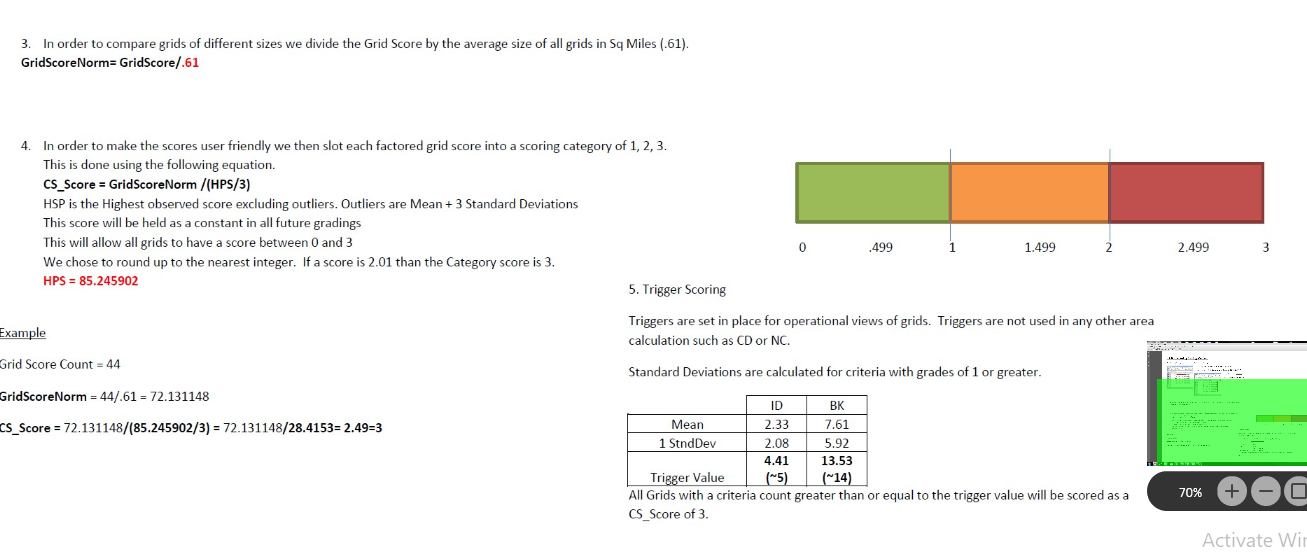 3. In order to compare grids of different sizes we divide the Grid Score by the average size of all grids in Sq Miles (.61).
GridScoreNorm= GridScore/.61
4. In order to make the scores user friendly we then slot each factored grid score into a scoring category of 1, 2, 3.
This is done using the following equation.
CS_Score = GridScoreNorm /(HPS/3)
HSP is the Highest observed score excluding outliers. Outliers are Mean + 3 Standard Deviations
This score will be held as a constant in all future gradings
This will allow all grids to have a score between 0 and 3
We chose to round up to the nearest integer. If a score is 2.01 than the Category score is 3.
HPS = 85.245902
0 .499 1 1.499 2 2.499 3
Example
Grid Score Count = 44
GridScoreNorm = 44/.61 = 72.131148
CS_Score = 72.131148/(85.245902/3) = 72.131148/28.4153= 2.49=3
5. Trigger Scoring
Triggers are set in place for operational views of grids. Triggers are not used in any other area
calculation such as CD or NC.
Standard Deviations are calculated for criteria with grades of 1 or greater.
ID BK
Mean 2.33 7.61
1 StndDev 2.08 5.92
4.41 13.53
Trigger Value (~5) (~14)
All Grids with a criteria count greater than or equal to the trigger value will be scored as a
CS_Score of 3.
70%
Activate Wi